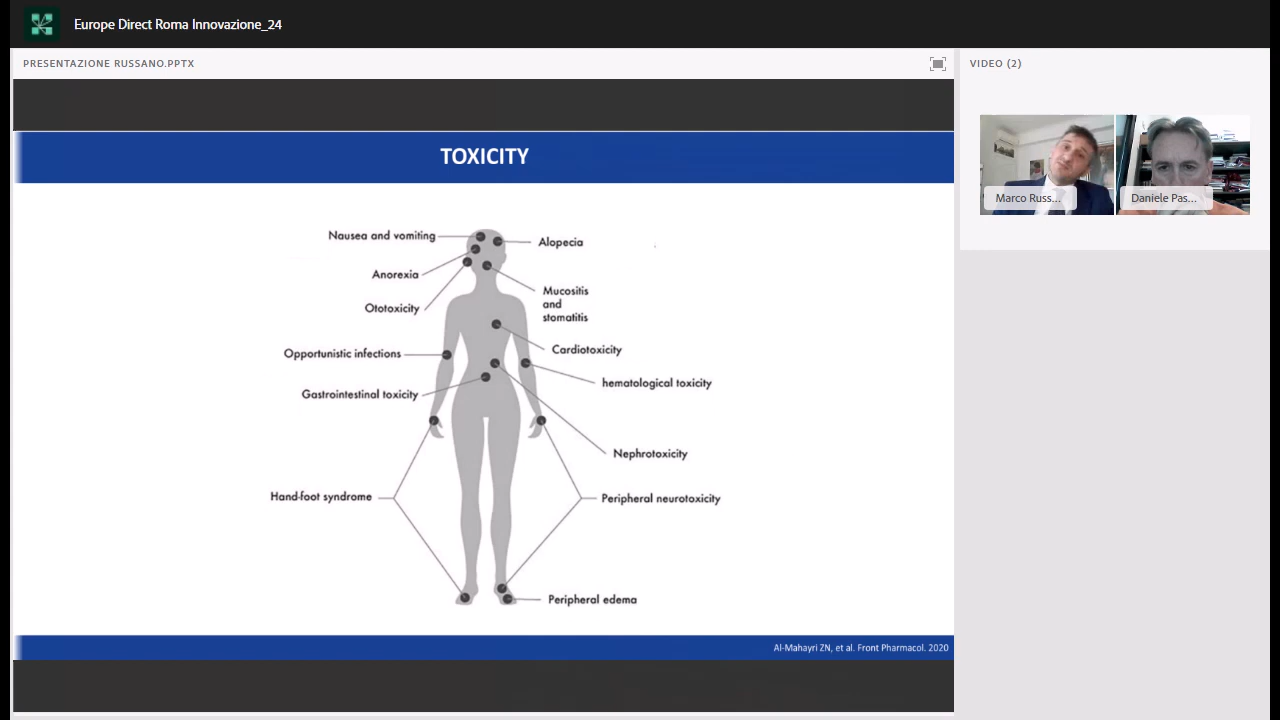 Europe Direct Roma Innovazione_24
PRESENTAZIONE RUSSANO.PPTX
VIDEO (2)
TOXICITY
Nausea and vomiting
Alopecia
Anorexia
Mucositis
and
stomatitis
Ototoxicity
Opportunistic infections
Cardiotoxicity
hematological toxicity
Gastrointestinal toxicity
Nephrotoxicity
Hand-foot syndrome
Peripheral neurotoxicity
Peripheral edema
Al-Mahayri ZN, et al. Front Pharmacol. 2020
Marco Russ...
Daniele Pas...